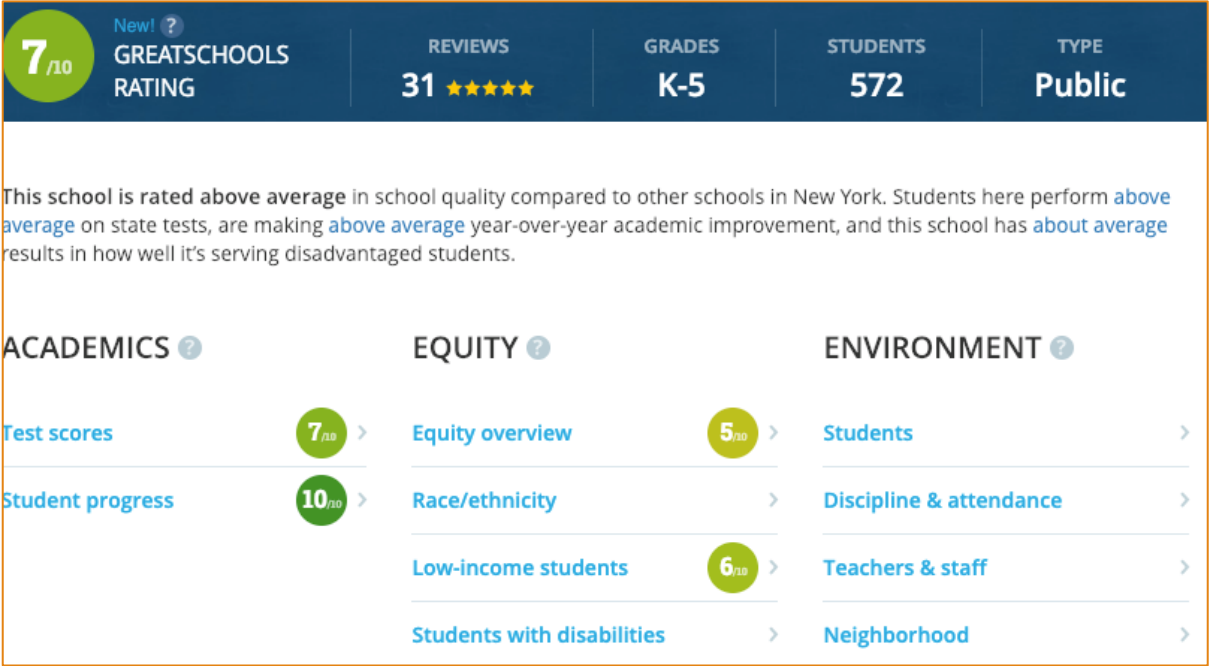 7/10
New! ?
GREATSCHOOLS
RATING
REVIEWS
31 ★★★★★
GRADES
K-5
STUDENTS
572
TYPE
Public
This school is rated above average in school quality compared to other schools in New York. Students here perform above
average on state tests, are making above average year-over-year academic improvement, and this school has about average
results in how well it’s serving disadvantaged students.
ACADEMICS ?
Test scores 7/10 >
Student progress 10/10 >
EQUITY ?
Equity overview 5/10 >
Race/ethnicity >
Low-income students 6/10 >
Students with disabilities >
ENVIRONMENT ?
Students >
Discipline & attendance >
Teachers & staff >
Neighborhood >